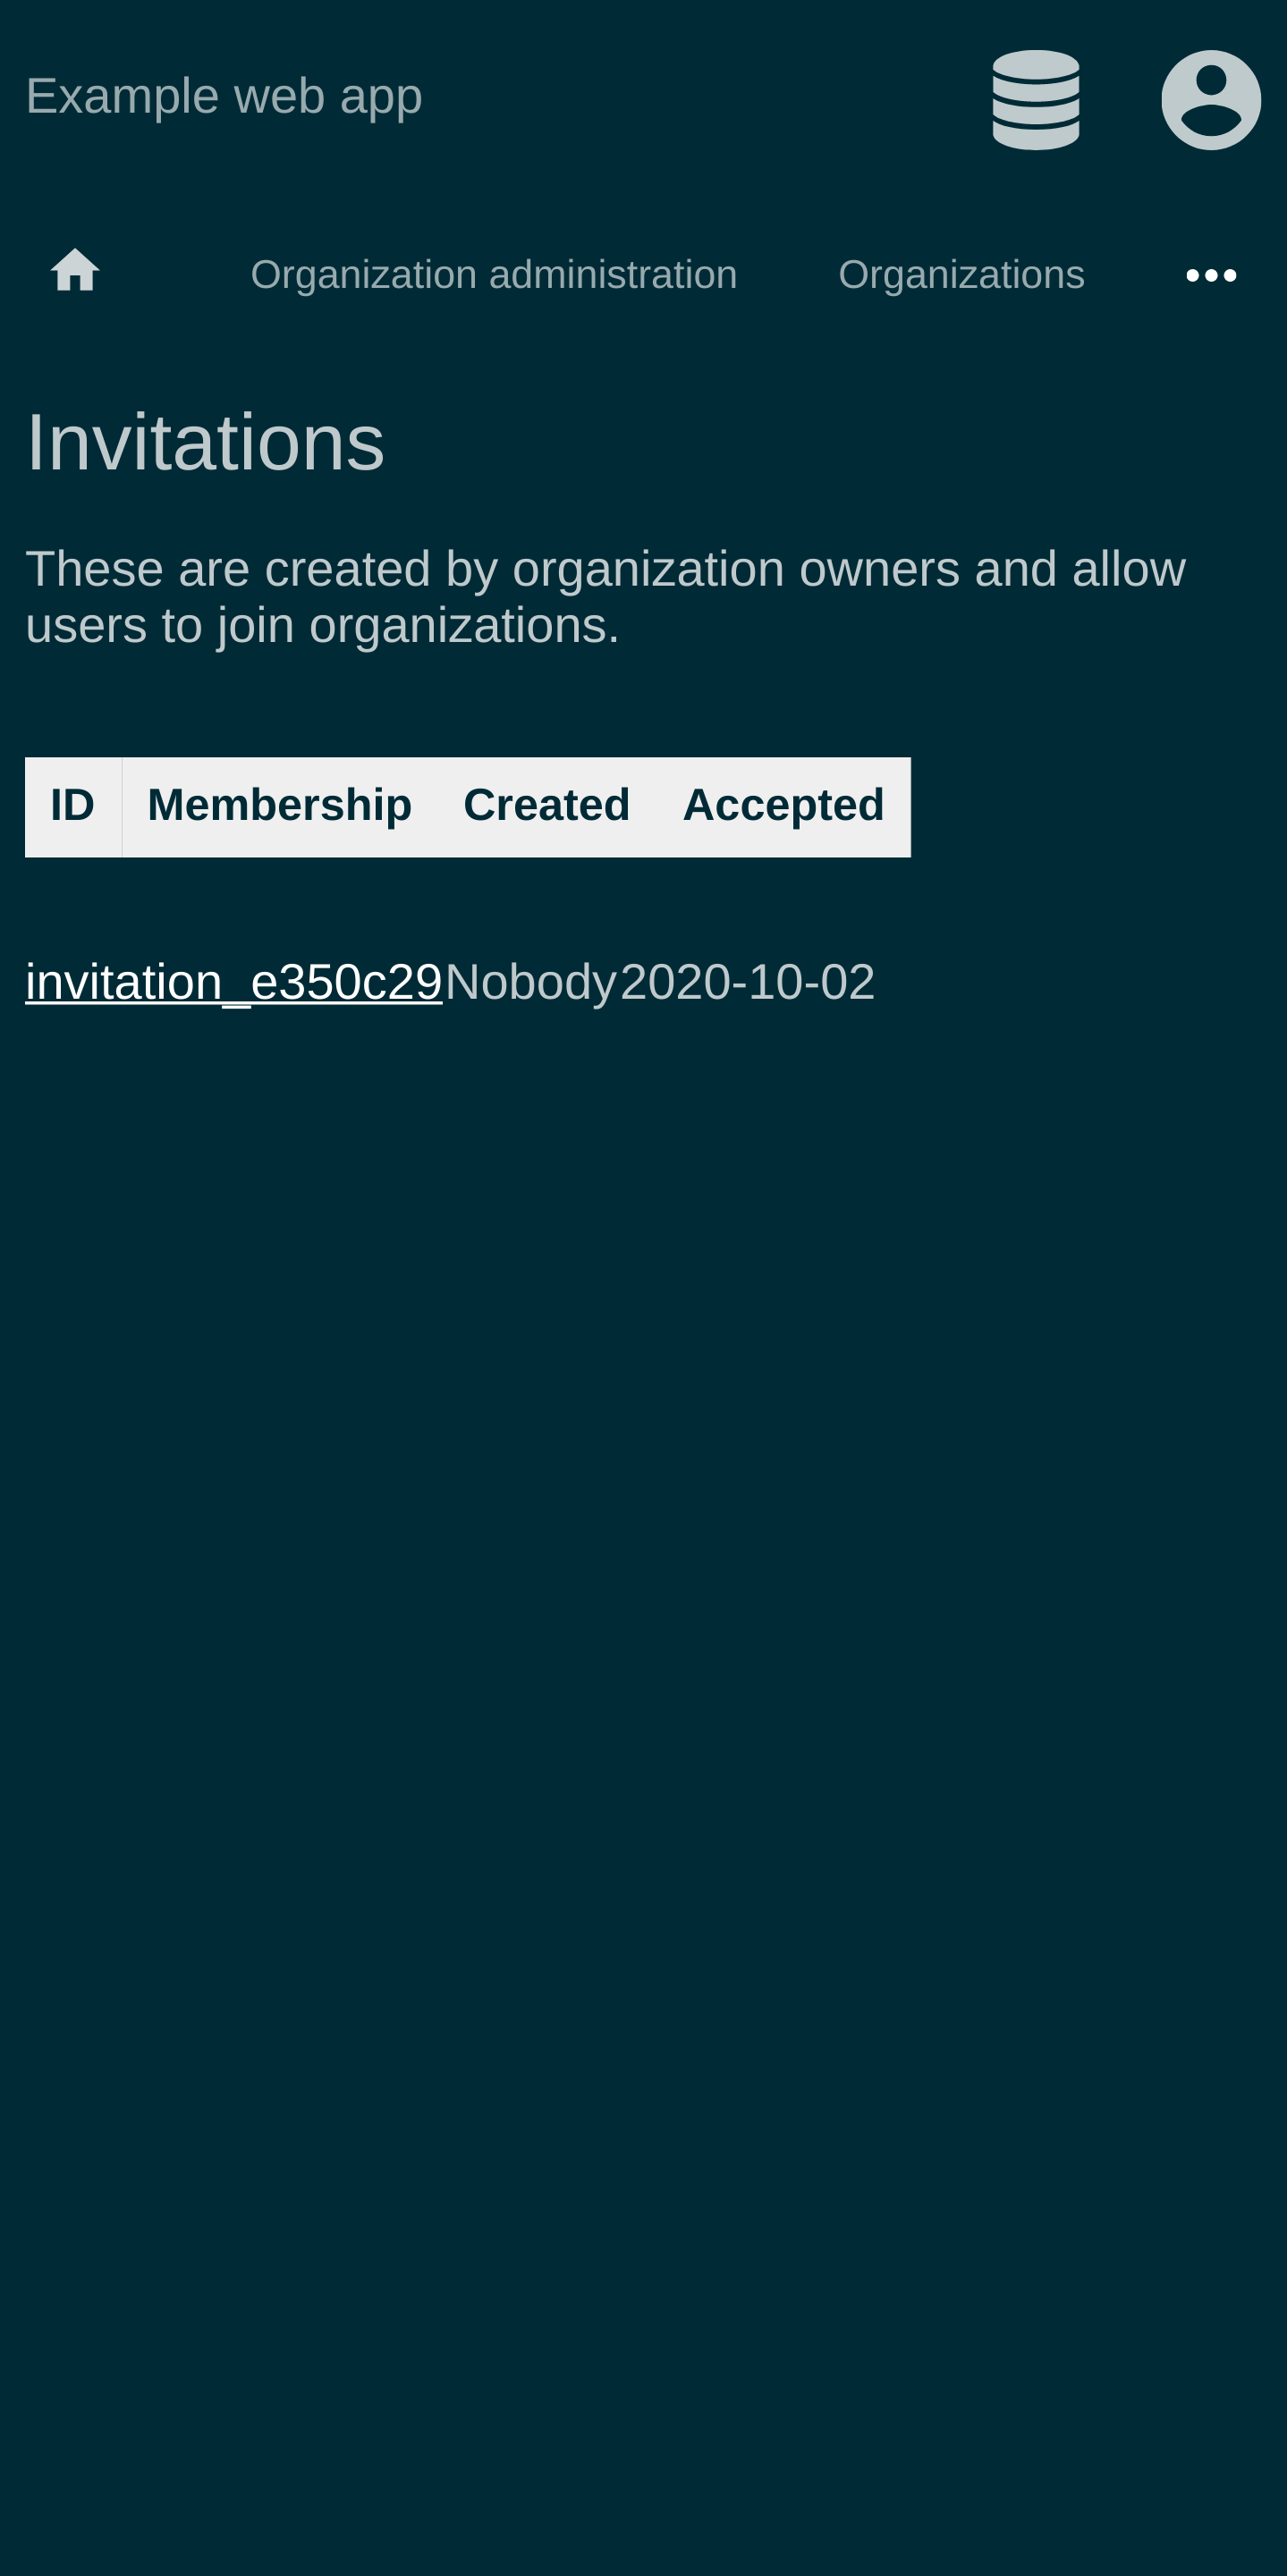 Example web app
Organization administration Organizations
Invitations
These are created by organization owners and allow
users to join organizations.
ID Membership Created Accepted
invitation_e350c29 Nobody 2020-10-02